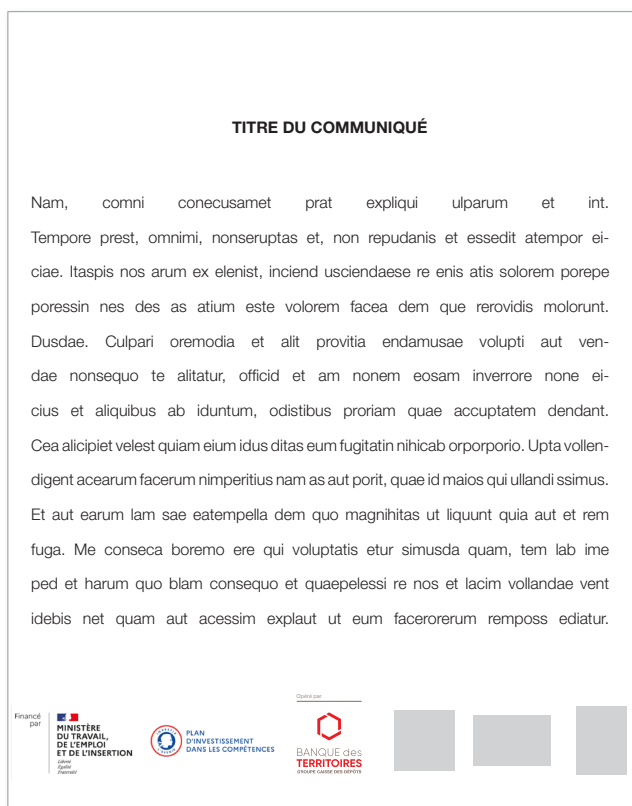 TITRE DU COMMUNIQUÉ
Nam, comni conecusamet prat expliqui ulparum et int.
Tempore prest, omnimi, nonseruptas et, non repudanis et essedit atempor ei-
ciae. Itaspis nos arum ex elenist, inciend usciendaese re enis atis solorem porepe
poressin nes des as atium este volorem facea dem que rerovidis molorunt.
Dusdae. Culpari oremodia et alit provitia endamusae volupti aut ven-
dae nonsequo te alitatur, officid et am nonem eosam inverrore none ei-
cius et aliquibus ab iduntum, odistibus proriam quae accuptatem dendant.
Cea alicipiet velest quiam eium idus ditas eum fugitatin nihicab orporporio. Upta vollen-
digent acearum facerum nimperitius nam as aut porit, quae id maios qui ullandi ssimus.
Et aut earum lam sae eatempella dem quo magnihitas ut liquunt quia aut et rem
fuga. Me conseca boremo ere qui voluptatis etur simusda quam, tem lab ime
ped et harum quo blam consequo et quaepelessi re nos et lacim vollandae vent
idebis net quam aut acessim explaut ut eum facerorerum remposs ediatur.
Financé
par
MINISTÈRE
DU TRAVAIL,
DE L'EMPLOI
ET DE L'INSERTION
Liberté
Égalité
Fraternité
PLAN
D'INVESTISSEMENT
DANS LES COMPÉTENCES
Opéré par
BANQUE des
TERRITOIRES
GROUPE CAISSE DES DÉPÔTS